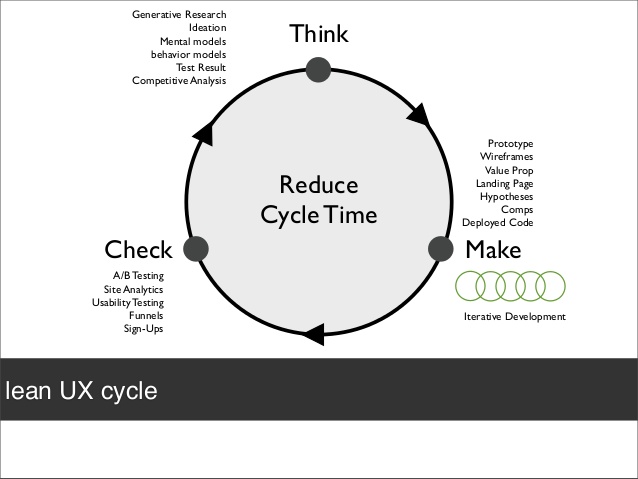 Generative Research
Ideation
Mental models
behavior models
Test Result
Competitive Analysis
Think
Prototype
Wireframes
Value Prop
Landing Page
Hypotheses
Comps
Deployed Code
Reduce
Cycle Time
Check
Make
A/B Testing
Site Analytics
Usability Testing
Funnels
Sign-Ups
Iterative Development
lean UX cycle